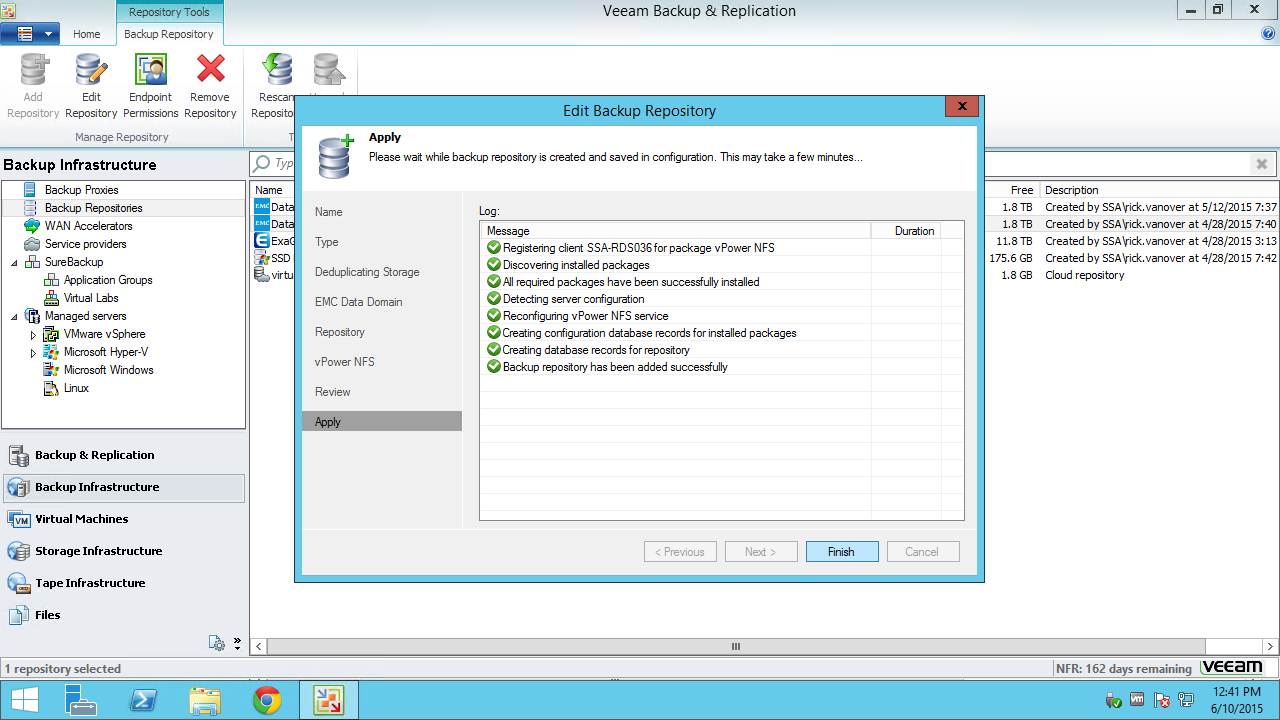 Repository Tools
Veeam Backup & Replication
Home
Backup Repository
Add Repository
Edit Repository
Endpoint Permissions
Remove Repository
Rescan
Manage Repository
Edit Backup Repository
Apply
Please wait while backup repository is created and saved in configuration. This may take a few minutes...
Backup Infrastructure
Backup Proxies
Backup Repositories
WAN Accelerators
Service providers
SureBackup
Application Groups
Virtual Labs
Managed servers
VMware vSphere
Microsoft Hyper-V
Microsoft Windows
Linux
Backup & Replication
Backup Infrastructure
Virtual Machines
Storage Infrastructure
Tape Infrastructure
Files
Name
Data
Data
ExaG
SSD
virtu
Name
Type
Deduplicating Storage
EMC Data Domain
Repository
vPower NFS
Review
Apply
Log:
Message Duration
Registering client SSA-RDS036 for package vPower NFS
Discovering installed packages
All required packages have been successfully installed
Detecting server configuration
Reconfiguring vPower NFS service
Creating configuration database records for installed packages
Creating database records for repository
Backup repository has been added successfully
< Previous
Next >
Finish
Cancel
Free Description
1.8 TB Created by SSA\rick.vanover at 5/12/2015 7:37
1.8 TB Created by SSA\rick.vanover at 4/28/2015 7:40
11.8 TB Created by SSA\rick.vanover at 4/28/2015 3:13
175.6 GB Created by SSA\rick.vanover at 4/28/2015 7:42
1.8 GB Cloud repository
1 repository selected
NFR: 162 days remaining
veeam
12:41 PM
6/10/2015